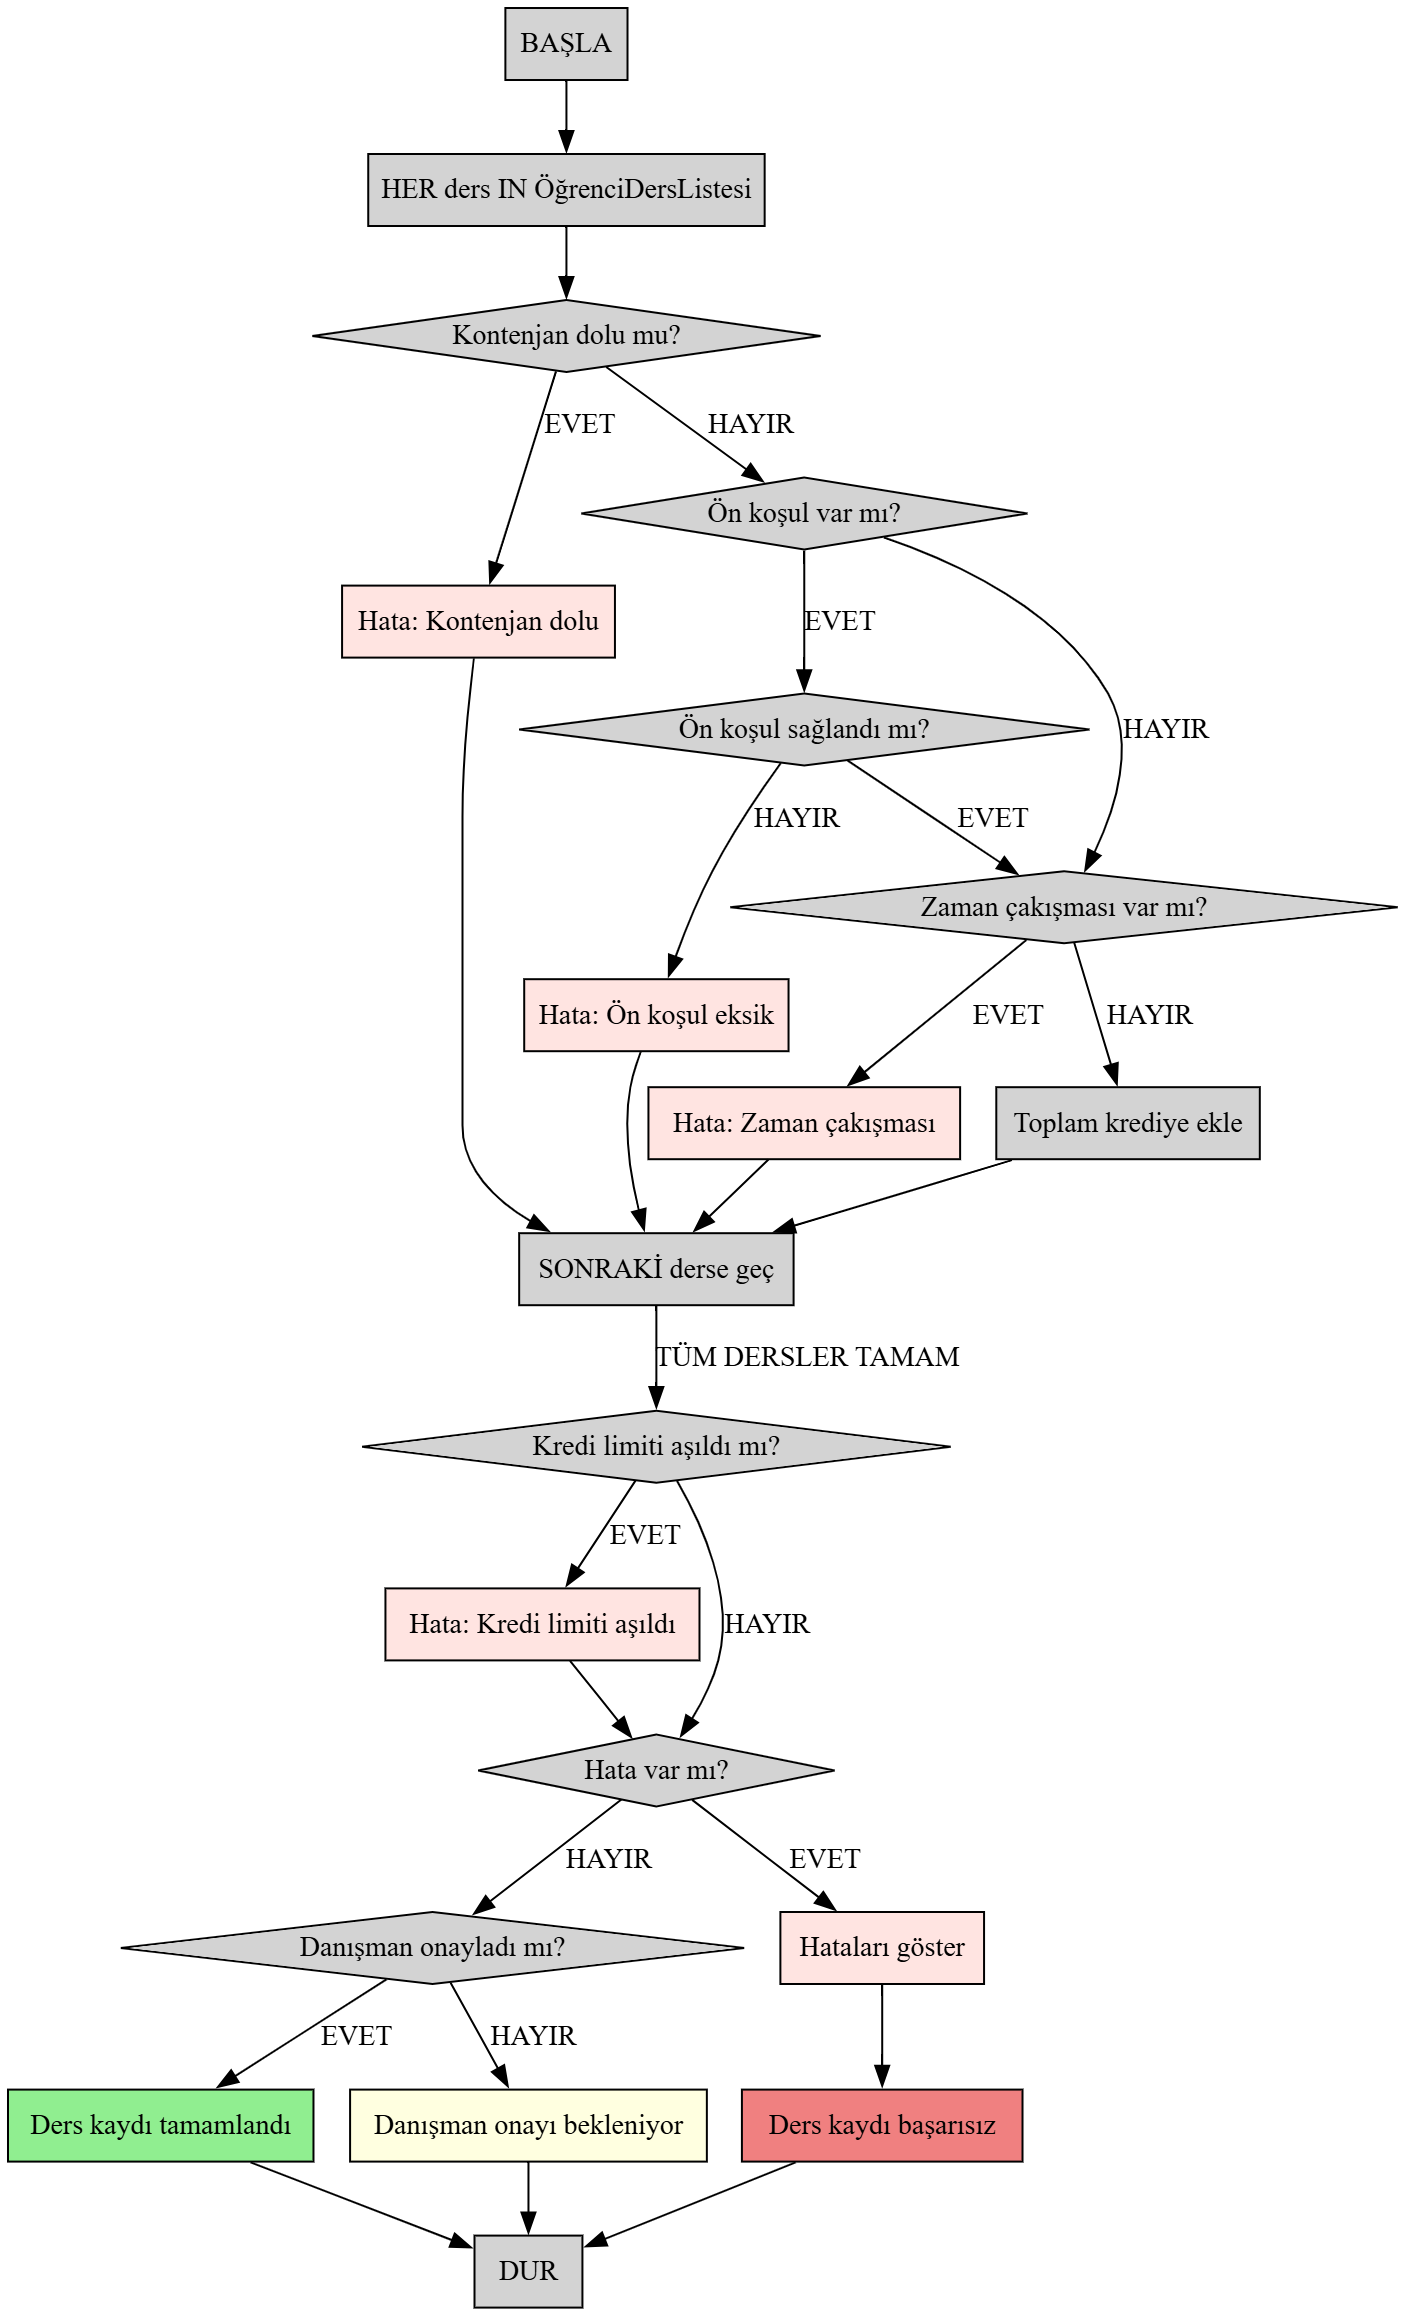 BAŞLA
HER ders IN ÖğrenciDersListesi
Kontenjan dolu mu?
EVET
HAYIR
Ön koşul var mı?
Hata: Kontenjan dolu
EVET
Ön koşul sağlandı mı?
HAYIR
HAYIR
EVET
Zaman çakışması var mı?
Hata: Ön koşul eksik
EVET
HAYIR
Hata: Zaman çakışması
Toplam krediye ekle
SONRAKİ derse geç
TÜM DERSLER TAMAM
Kredi limiti aşıldı mı?
EVET
Hata: Kredi limiti aşıldı
HAYIR
Hata var mı?
HAYIR
EVET
Danışman onayladı mı?
Hataları göster
EVET
HAYIR
Ders kaydı tamamlandı
Danışman onayı bekleniyor
Ders kaydı başarısız
DUR